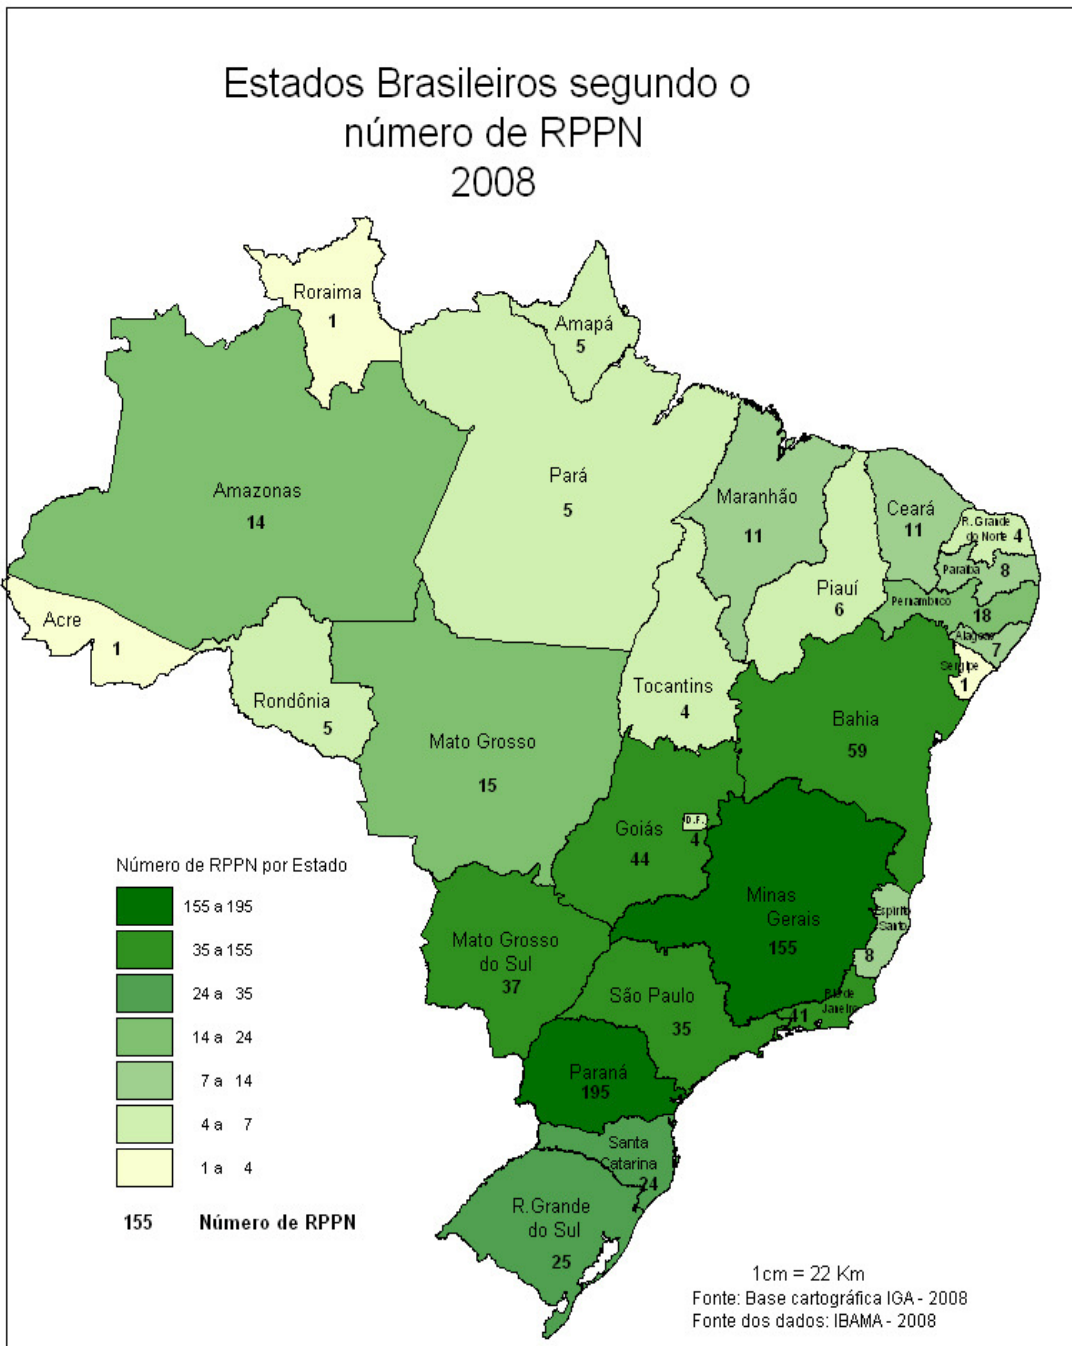 Estados Brasileiros segundo o
número de RPPN
2008
Roraima
1
Amapá
5
Amazonas
14
Pará
5
Maranhão
11
Ceará
11
R. Grande
do Norte 4
Paraíba 8
Piauí
6
Pernambuco
18
Alagoas
7
Sergipe
1
Acre
1
Rondônia
5
Tocantins
4
Bahia
59
Mato Grosso
15
Goiás
44
D.F.
4
Minas
Gerais
155
Espírito
Santo
8
Mato Grosso
do Sul
37
São Paulo
35
Rio de
Janeiro
41
Paraná
195
Santa
Catarina
24
R.Grande
do Sul
25
Número de RPPN por Estado
155 a 195
35 a 155
24 a 35
14 a 24
7 a 14
4 a 7
1 a 4
155 Número de RPPN
1cm = 22 Km
Fonte: Base cartográfica IGA - 2008
Fonte dos dados: IBAMA - 2008